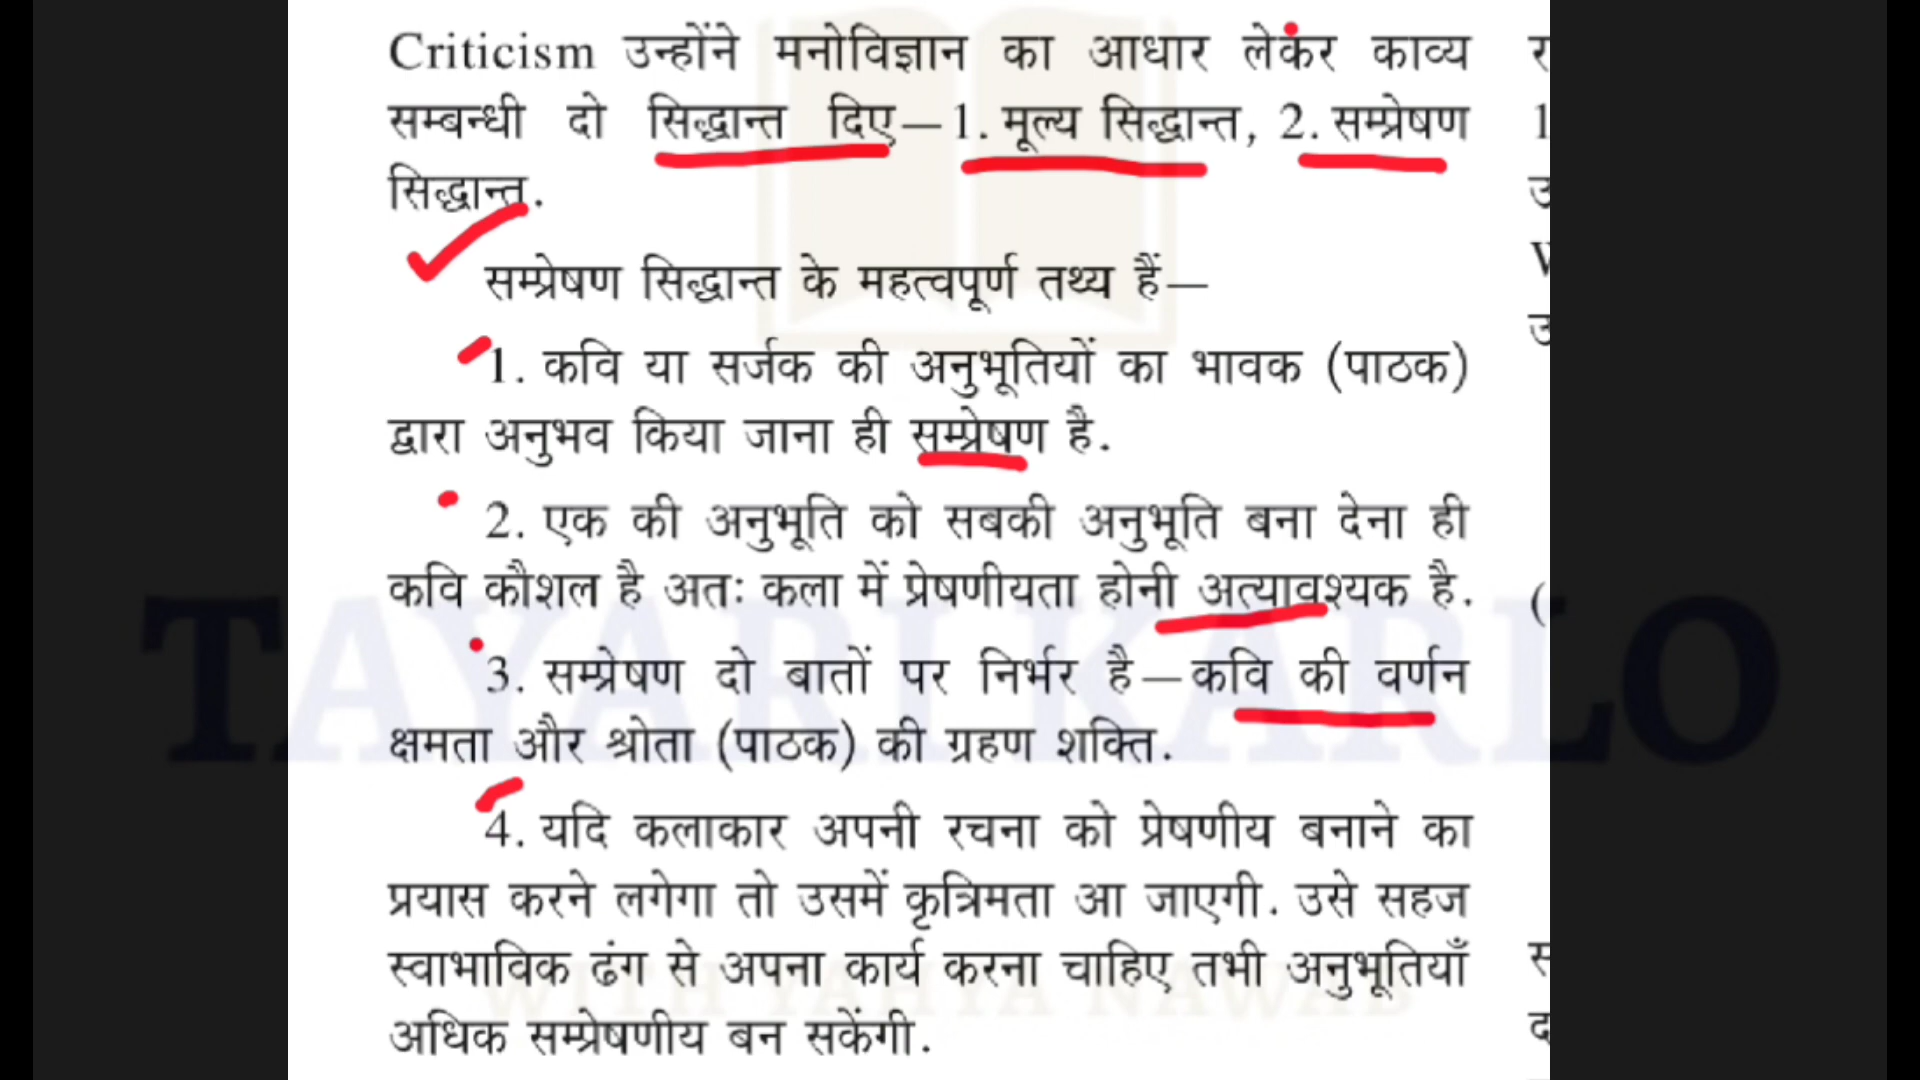 Criticism उन्होंने मनोविज्ञान का आधार लेकर काव्य
सम्बन्धी दो सिद्धान्त दिए—1. मूल्य सिद्धान्त, 2. सम्प्रेषण
सिद्धान्त.
सम्प्रेषण सिद्धान्त के महत्वपूर्ण तथ्य हैं—
1. कवि या सर्जक की अनुभूतियों का भावक (पाठक)
द्वारा अनुभव किया जाना ही सम्प्रेषण है.
2. एक की अनुभूति को सबकी अनुभूति बना देना ही
कवि कौशल है अतः कला में प्रेषणीयता होनी अत्यावश्यक है.
TAYARI KARLO
3. सम्प्रेषण दो बातों पर निर्भर है—कवि की वर्णन
क्षमता और श्रोता (पाठक) की ग्रहण शक्ति.
4. यदि कलाकार अपनी रचना को प्रेषणीय बनाने का
प्रयास करने लगेगा तो उसमें कृत्रिमता आ जाएगी. उसे सहज
स्वाभाविक ढंग से अपना कार्य करना चाहिए तभी अनुभूतियाँ
WITH YAHYA NAWAB
अधिक सम्प्रेषणीय बन सकेंगी.